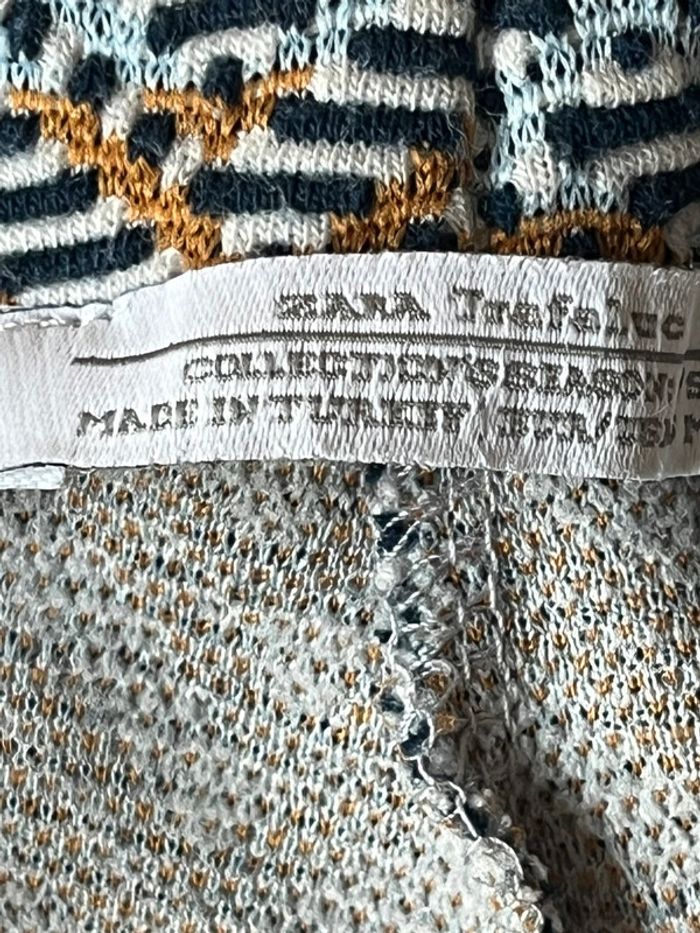 ZARA Trafaluc
COLLECTION'S SEASON:
MADE IN TURKEY /